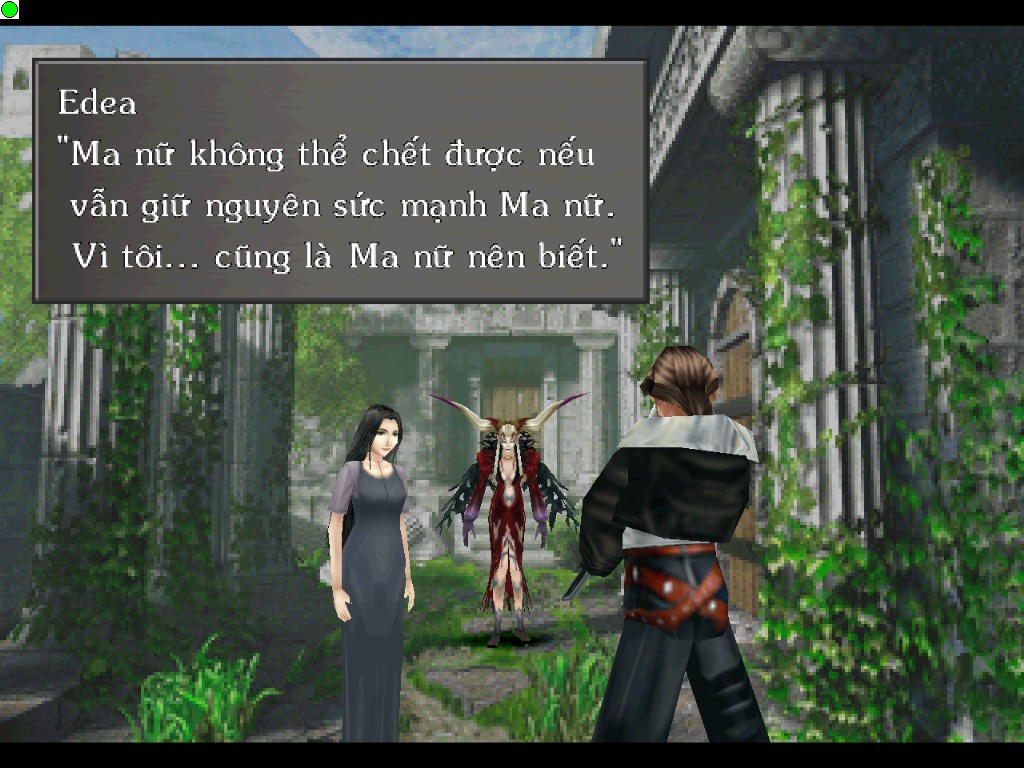 Edea
"Ma nữ không thể chết được nếu
vẫn giữ nguyên sức mạnh Ma nữ.
Vì tôi... cũng là Ma nữ nên biết."